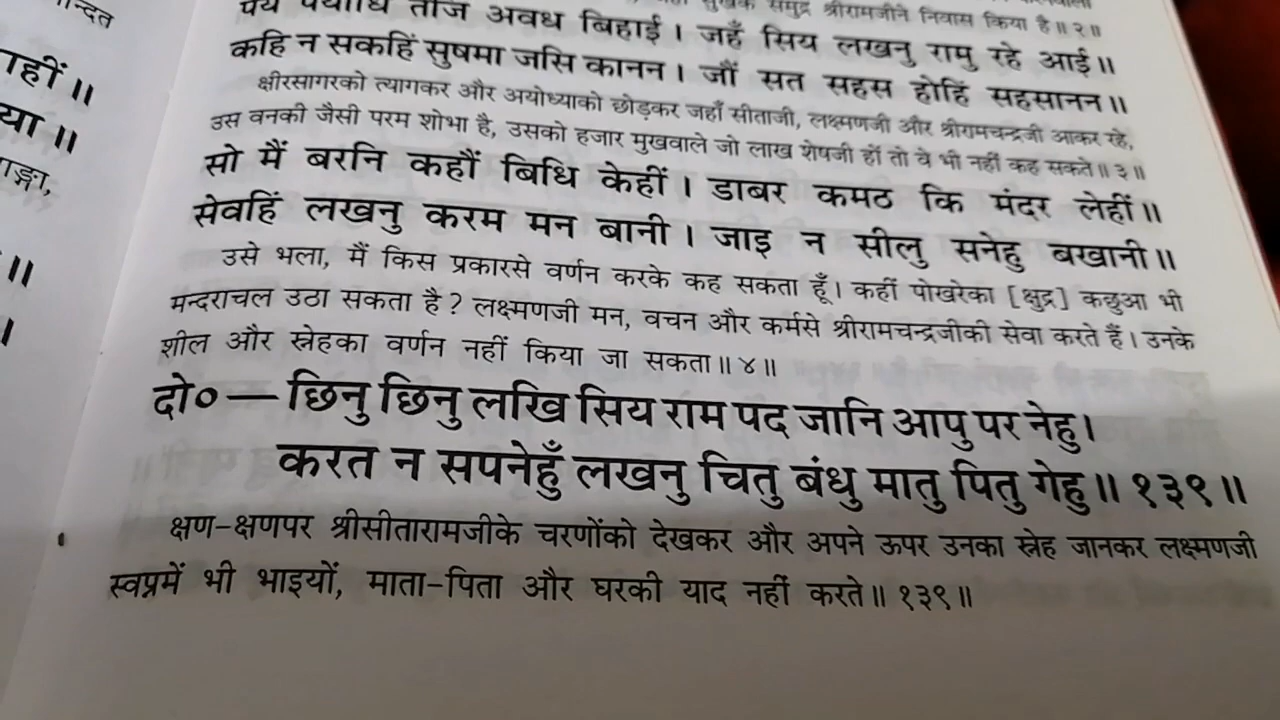 सुखके समुद्र श्रीरामजीने निवास किया है॥ २॥
पय पयोधि तजि अवध बिहाई। जहँ सिय लखनु रामु रहे आई॥
कहि न सकहिं सुषमा जसि कानन। जौं सत सहस होहिं सहसानन॥
क्षीरसागरको त्यागकर और अयोध्याको छोड़कर जहाँ सीताजी, लक्ष्मणजी और श्रीरामचन्द्रजी आकर रहे,
उस वनकी जैसी परम शोभा है, उसको हजार मुखवाले जो लाख शेषजी हों तो वे भी नहीं कह सकते॥ ३॥
सो मैं बरनि कहौं बिधि केहीं। डाबर कमठ कि मंदर लेहीं॥
सेवहिं लखनु करम मन बानी। जाइ न सीलु सनेहु बखानी॥
उसे भला, मैं किस प्रकारसे वर्णन करके कह सकता हूँ। कहीं पोखरेका [क्षुद्र] कछुआ भी
मन्दराचल उठा सकता है? लक्ष्मणजी मन, वचन और कर्मसे श्रीरामचन्द्रजीकी सेवा करते हैं। उनके
शील और स्नेहका वर्णन नहीं किया जा सकता॥ ४॥
दो०—छिनु छिनु लखि सिय राम पद जानि आपु पर नेहु।
करत न सपनेहुँ लखनु चितु बंधु मातु पितु गेहु॥ १३९॥
क्षण-क्षणपर श्रीसीतारामजीके चरणोंको देखकर और अपने ऊपर उनका स्नेह जानकर लक्ष्मणजी
स्वप्नमें भी भाइयों, माता-पिता और घरकी याद नहीं करते॥ १३९॥